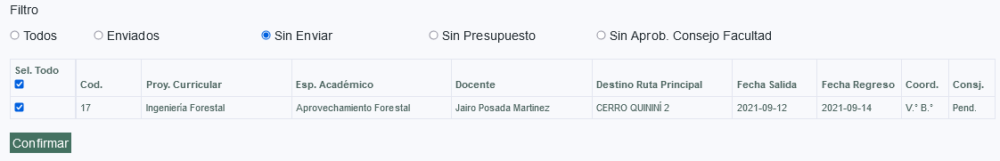 Filtro
Todos Enviados Sin Enviar Sin Presupuesto Sin Aprob. Consejo Facultad
Sel. Todo
Cod. Proy. Curricular Esp. Académico Docente Destino Ruta Principal Fecha Salida Fecha Regreso Coord. Consj.
17 Ingeniería Forestal Aprovechamiento Forestal Jairo Posada Martinez CERRO QUININÍ 2 2021-09-12 2021-09-14 V.° B.° Pend.
Confirmar